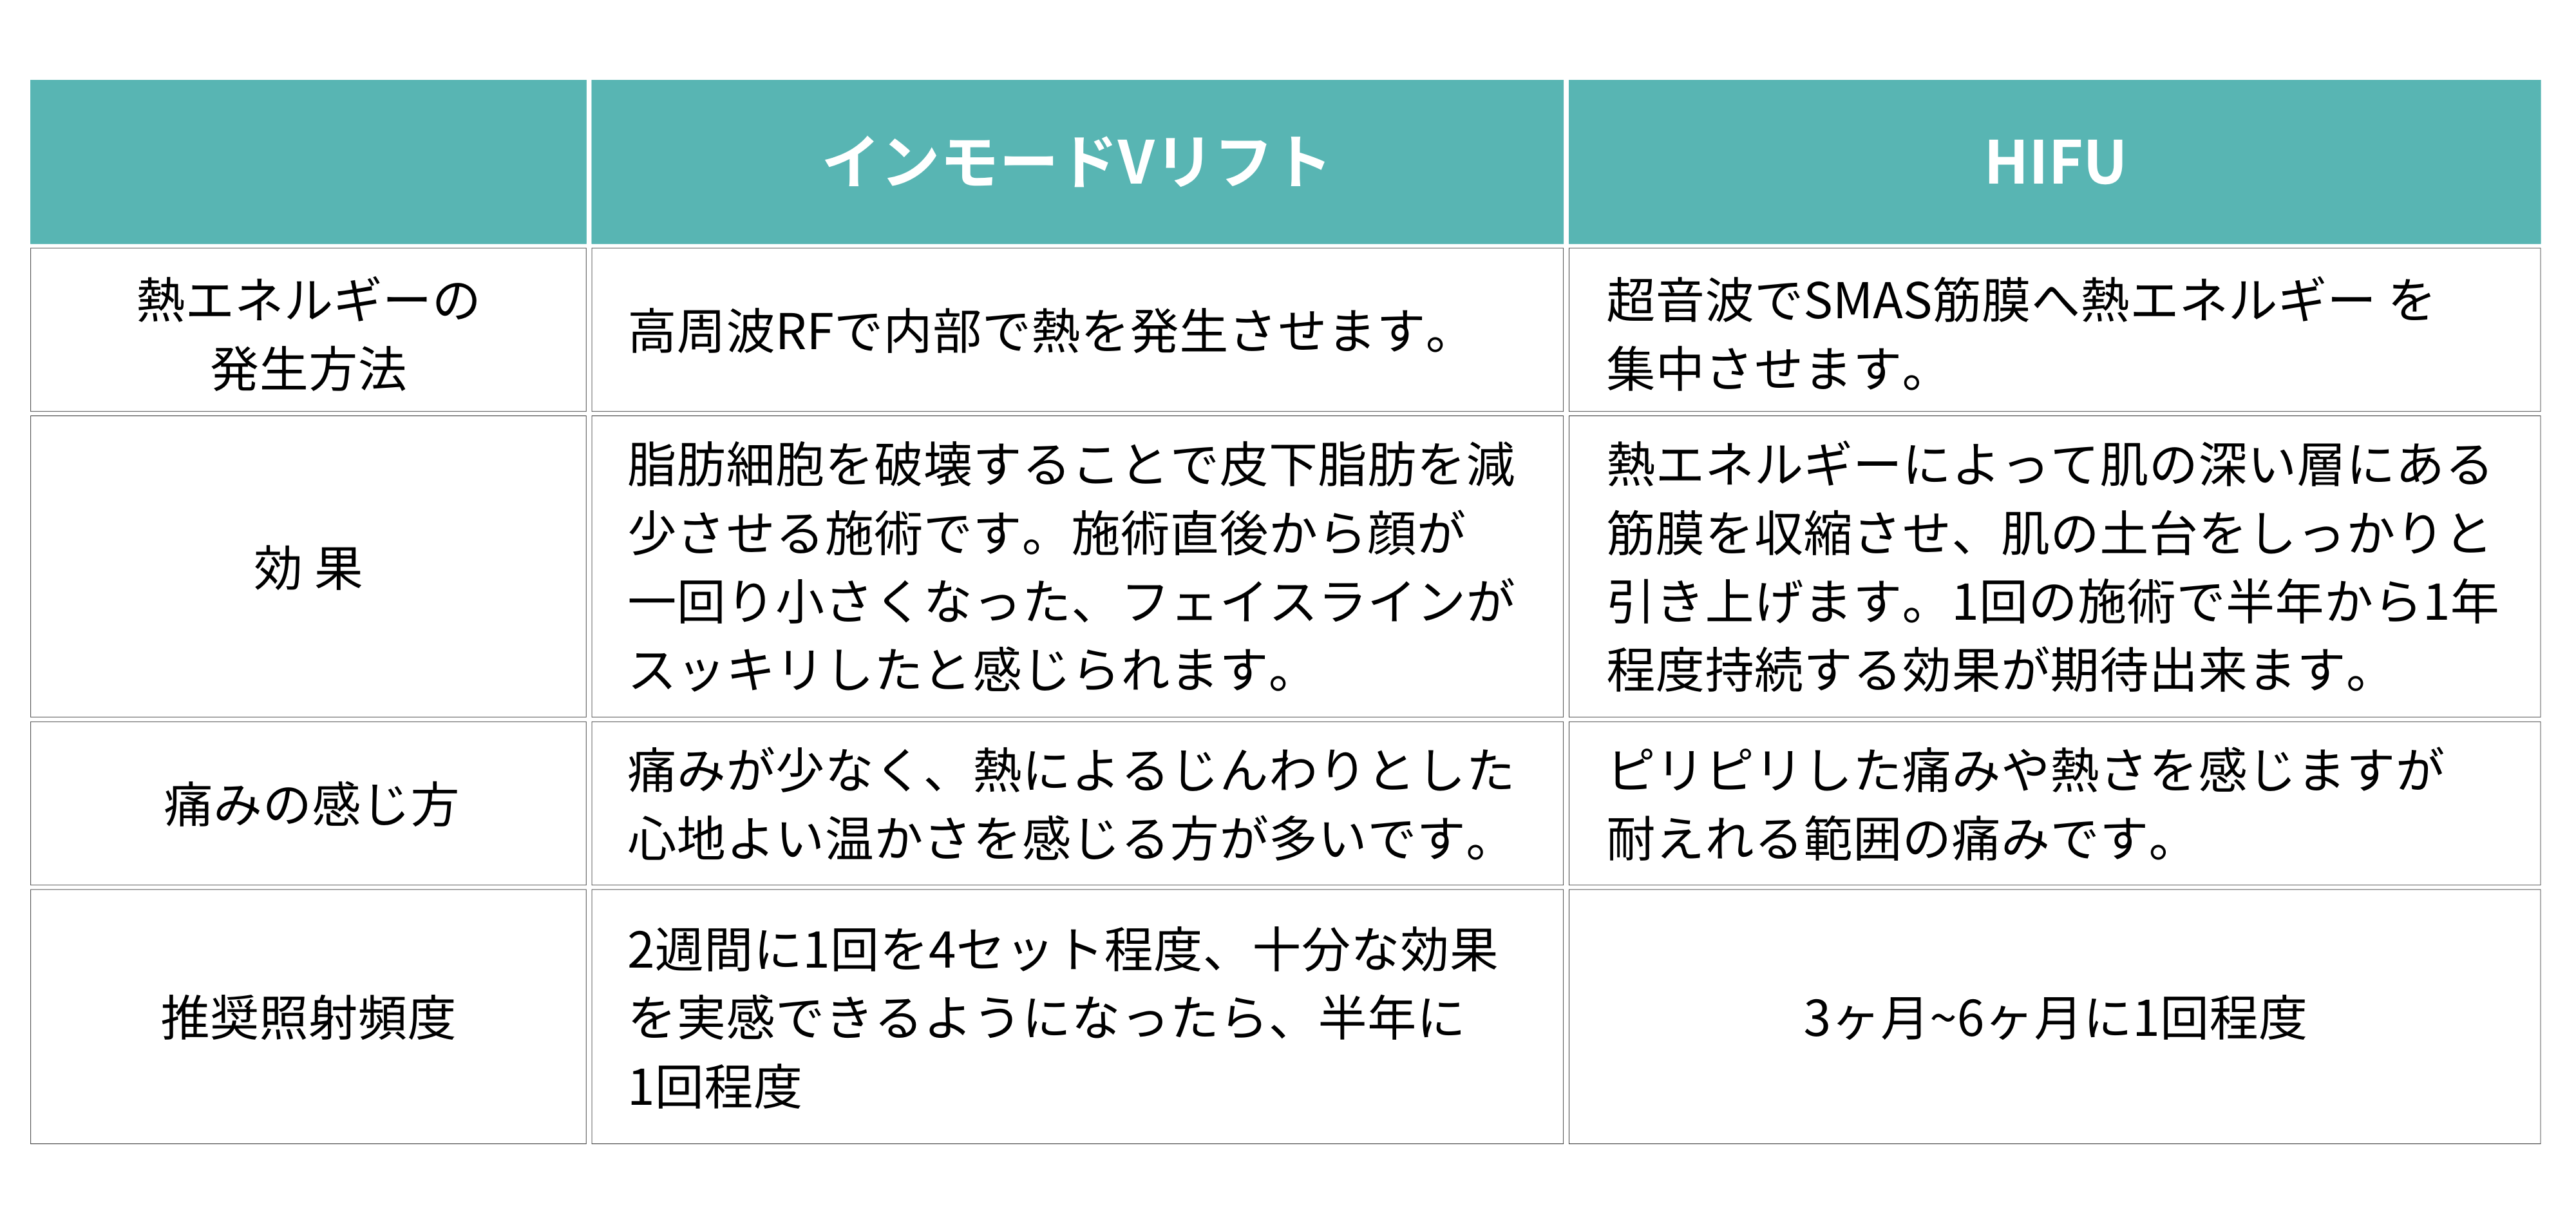 インモードVリフト
HIFU
熱エネルギーの
発生方法
高周波RFで内部で熱を発生させます。
超音波でSMAS筋膜へ熱エネルギー を
集中させます。
効 果
脂肪細胞を破壊することで皮下脂肪を減
少させる施術です。施術直後から顔が
一回り小さくなった、フェイスラインが
スッキリしたと感じられます。
熱エネルギーによって肌の深い層にある
筋膜を収縮させ、肌の土台をしっかりと
引き上げます。1回の施術で半年から1年
程度持続する効果が期待出来ます。
痛みの感じ方
痛みが少なく、熱によるじんわりとした
心地よい温かさを感じる方が多いです。
ピリピリした痛みや熱さを感じますが
耐えれる範囲の痛みです。
推奨照射頻度
2週間に1回を4セット程度、十分な効果
を実感できるようになったら、半年に
1回程度
3ヶ月~6ヶ月に1回程度